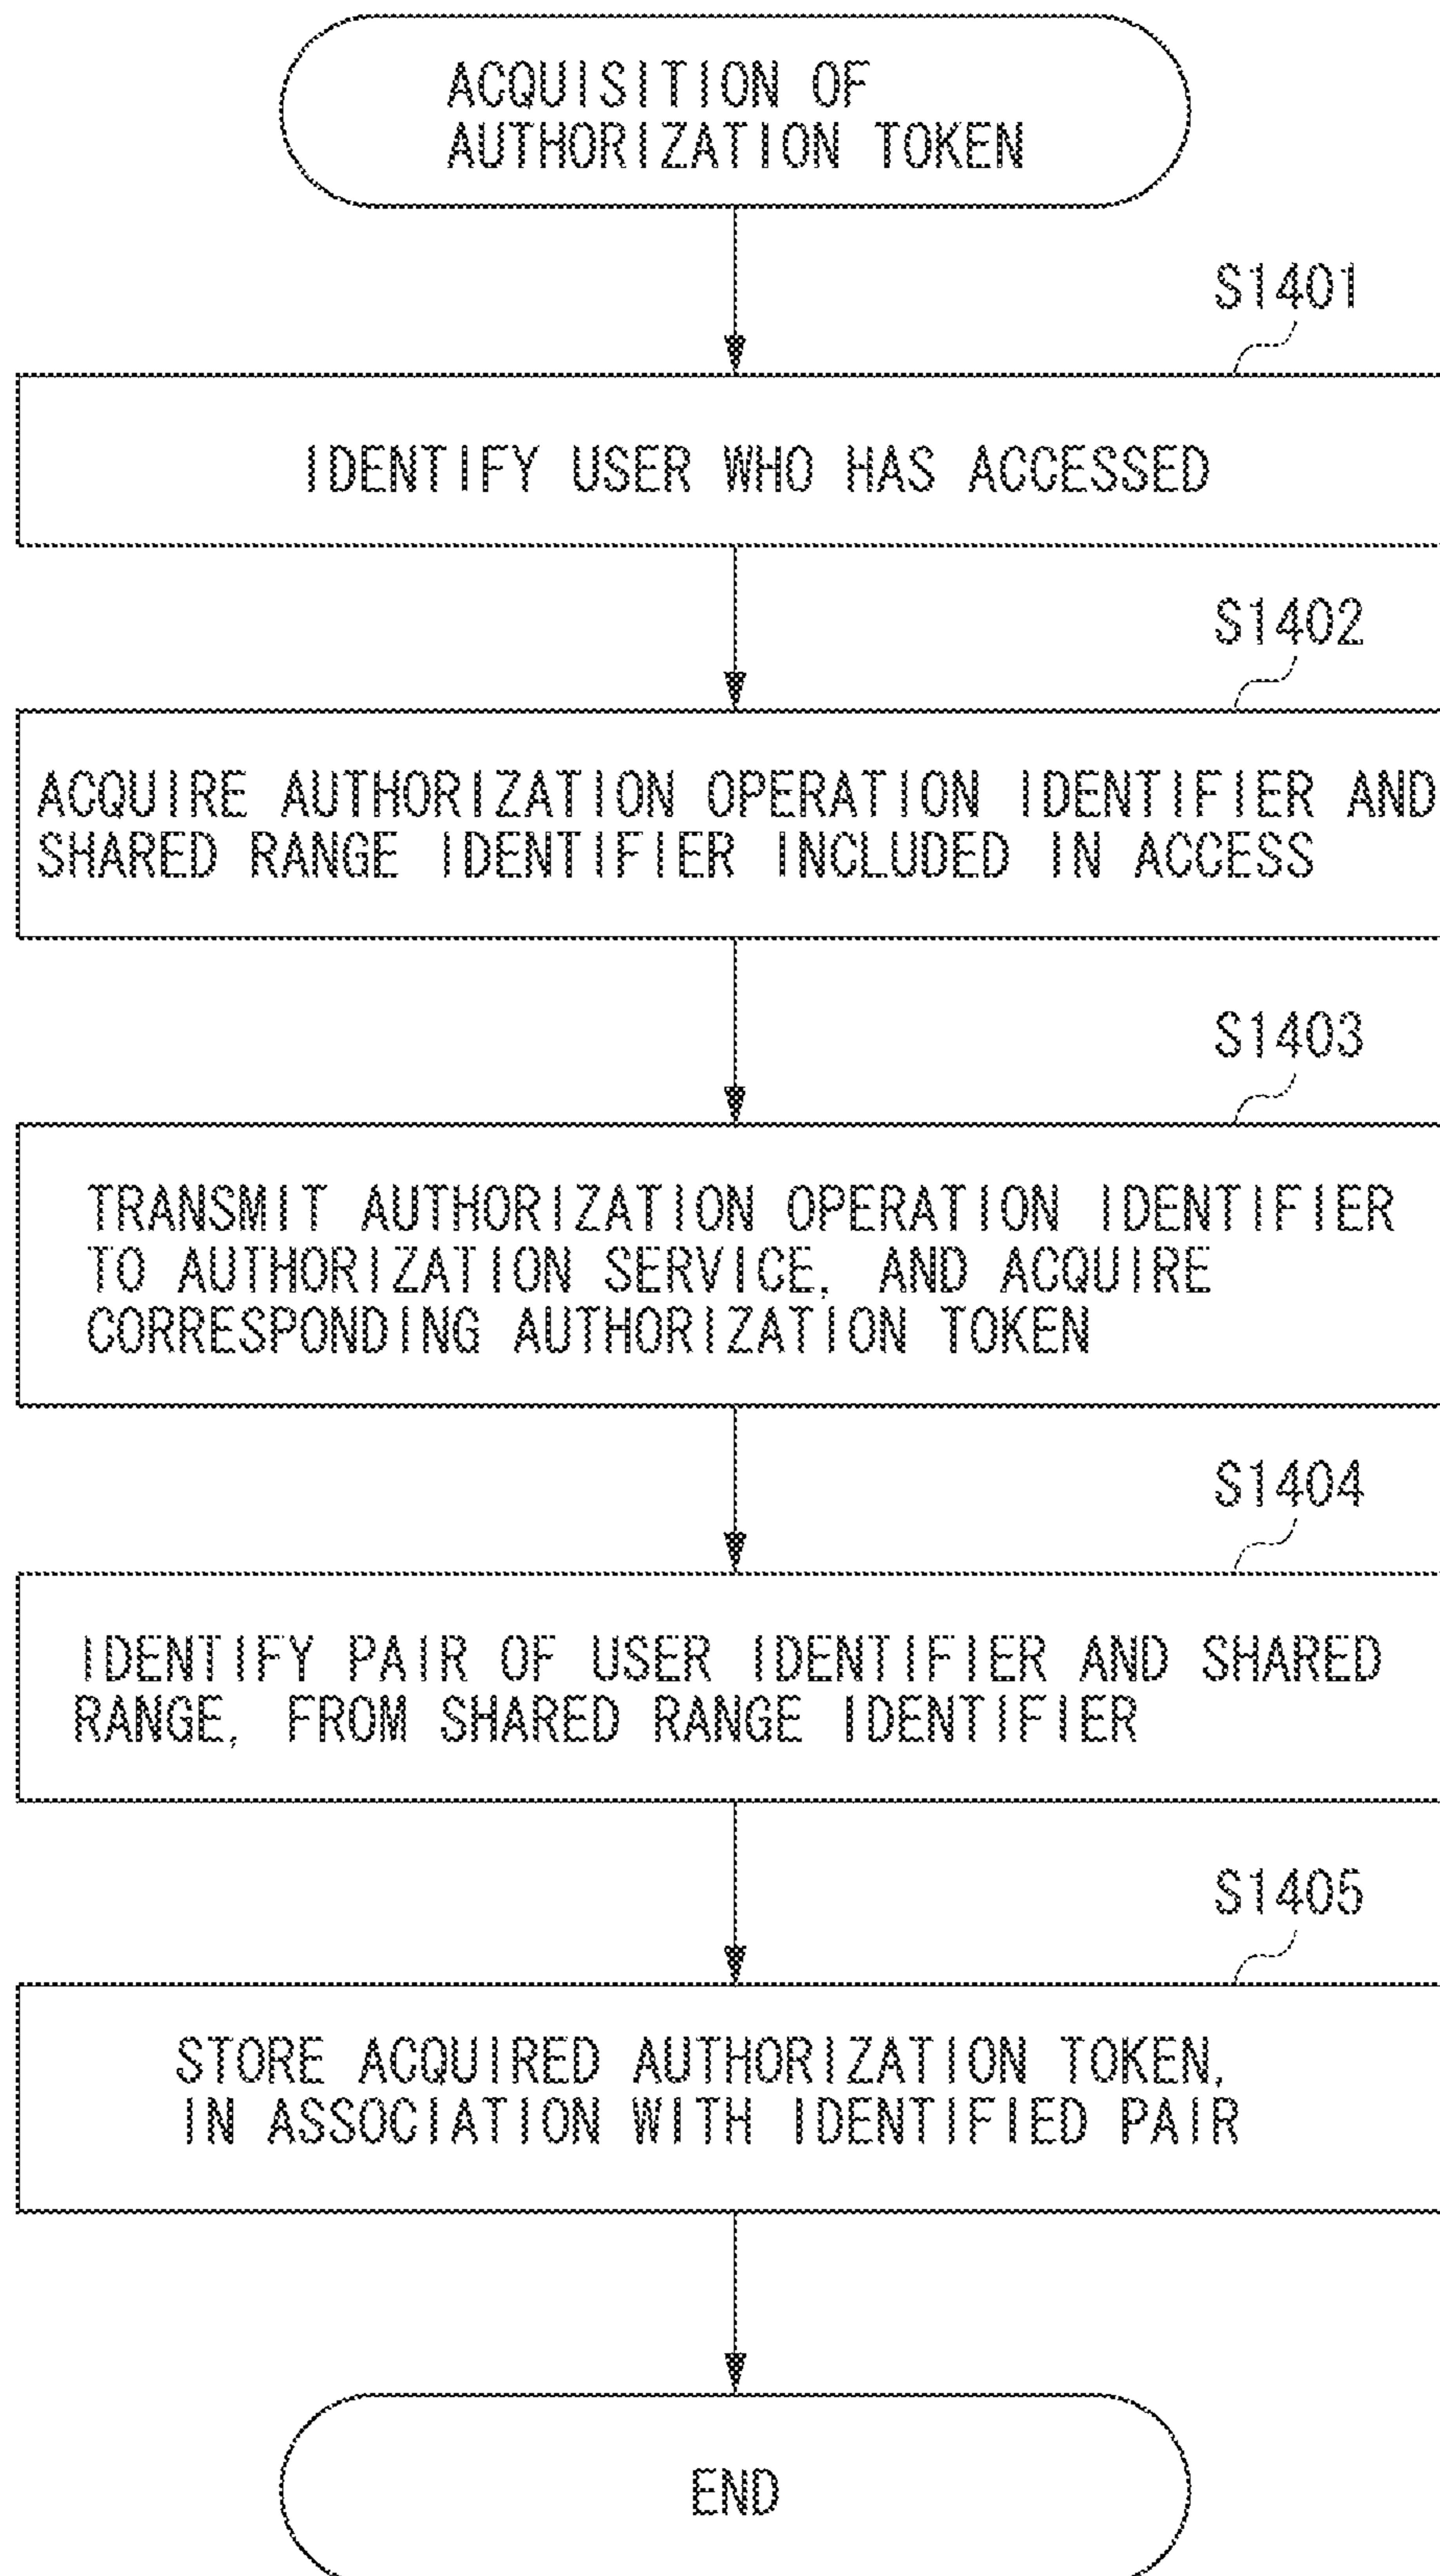 ACQUISITION OF
AUTHORIZATION TOKEN
S1401
IDENTIFY USER WHO HAS ACCESSED
S1402
ACQUIRE AUTHORIZATION OPERATION IDENTIFIER AND
SHARED RANGE IDENTIFIER INCLUDED IN ACCESS
S1403
TRANSMIT AUTHORIZATION OPERATION IDENTIFIER
TO AUTHORIZATION SERVICE, AND ACQUIRE
CORRESPONDING AUTHORIZATION TOKEN
S1404
IDENTIFY PAIR OF USER IDENTIFIER AND SHARED
RANGE, FROM SHARED RANGE IDENTIFIER
S1405
STORE ACQUIRED AUTHORIZATION TOKEN,
IN ASSOCIATION WITH IDENTIFIED PAIR
END